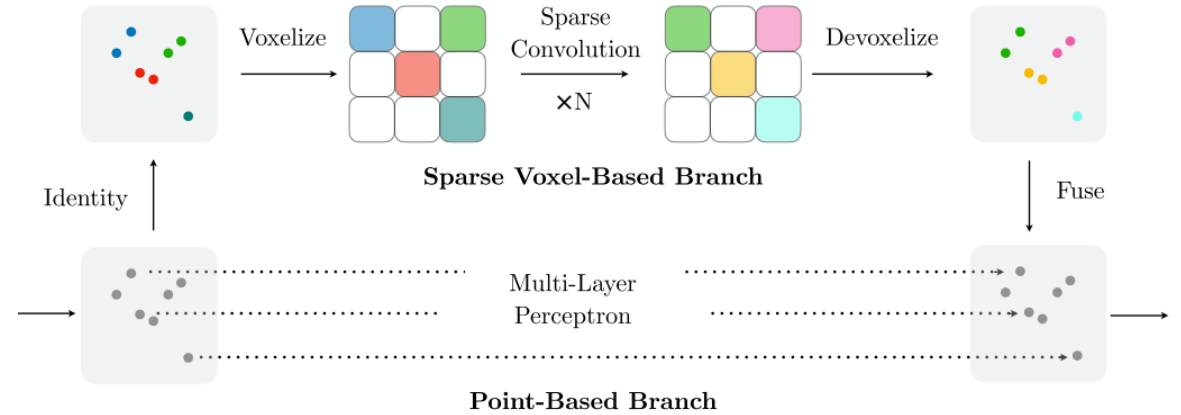 Voxelize
Sparse
Convolution
×N
Devoxelize
Sparse Voxel-Based Branch
Identity
Fuse
Multi-Layer
Perceptron
Point-Based Branch